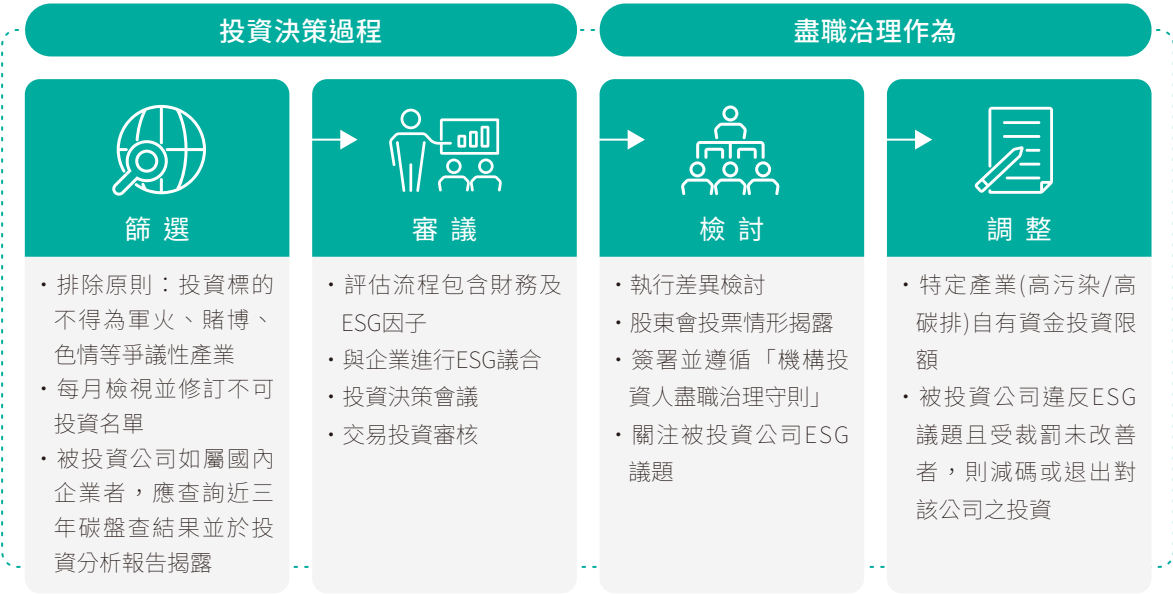 投資決策過程
盡職治理作為
篩選
・排除原則：投資標的
不得為軍火、賭博、
色情等爭議性產業
・每月檢視並修訂不可
投資名單
・被投資公司如屬國內
企業者，應查詢近三
年碳盤查結果並於投
資分析報告揭露
審議
・評估流程包含財務及
ESG因子
・與企業進行ESG議合
・投資決策會議
・交易投資審核
檢討
・執行差異檢討
・股東會投票情形揭露
・簽署並遵循「機構投
資人盡職治理守則」
・關注被投資公司ESG
議題
調整
・特定產業(高污染/高
碳排)自有資金投資限
額
・被投資公司違反ESG
議題且受裁罰未改善
者，則減碼或退出對
該公司之投資